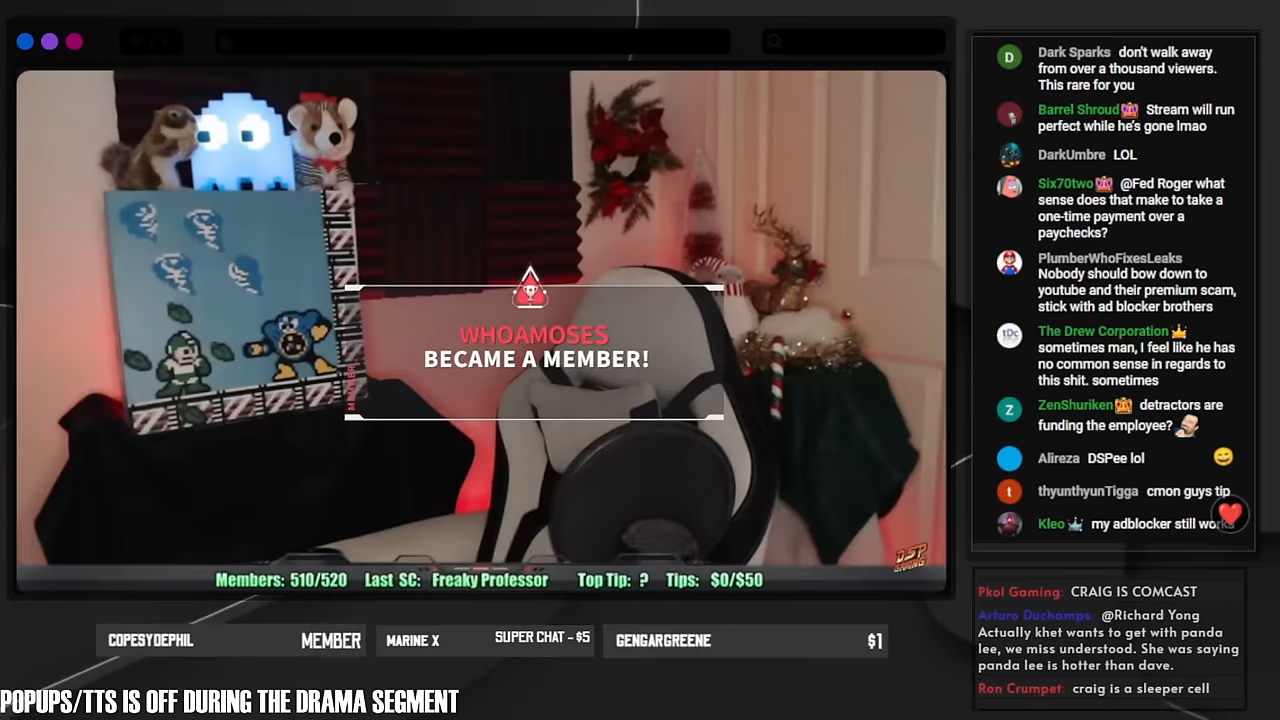 WHOAMOSES
BECAME A MEMBER!
MEMBER
DSP
GAMING
Members: 510/520 Last SC: Freaky Professor Top Tip: ? Tips: $0/$50
COPESYDEPHIL MEMBER
MARINE X SUPER CHAT - $5
GENGARGREENE $1
POPUPS/TTS IS OFF DURING THE DRAMA SEGMENT
D
Dark Sparks don't walk away
from over a thousand viewers.
This rare for you
Barrel Shroud Stream will run
perfect while he's gone lmao
DarkUmbre LOL
Six70two @Fed Roger what
sense does that make to take a
one-time payment over a
paychecks?
PlumberWhoFixesLeaks
Nobody should bow down to
youtube and their premium scam,
stick with ad blocker brothers
tDc
The Drew Corporation
sometimes man, I feel like he has
no common sense in regards to
this shit. sometimes
Z
ZenShuriken detractors are
funding the employee?
Alireza DSPee lol
t
thyunthyunTigga cmon guys tip
Kleo my adblocker still works
Pkol Gaming: CRAIG IS COMCAST
Arturo Duchamps: @Richard Yong
Actually khet wants to get with panda
lee, we miss understood. She was saying
panda lee is hotter than dave.
Ron Crumpet: craig is a sleeper cell